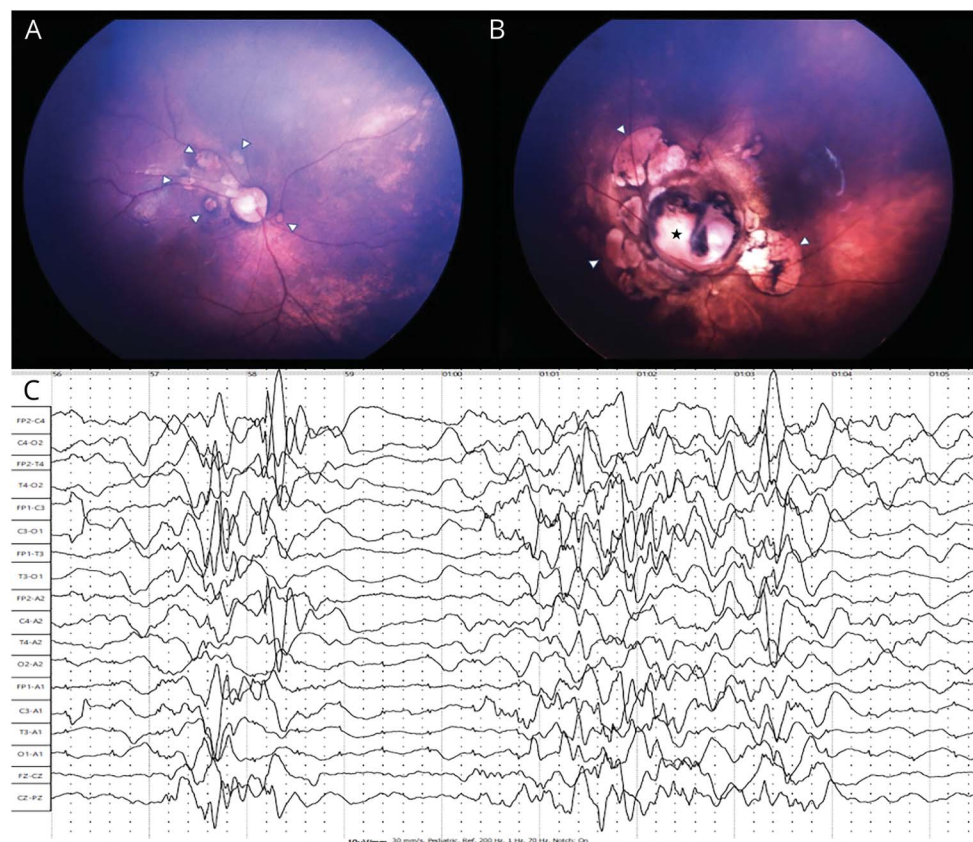 A
B
C
56 57 58 59 01:00 01:01 01:02 01:03 01:04 01:05
FP2-C4
C4-O2
FP2-T4
T4-O2
FP1-C3
C3-O1
FP1-T3
T3-O1
FP2-A2
C4-A2
T4-A2
O2-A2
FP1-A1
C3-A1
T3-A1
O1-A1
FZ-CZ
CZ-PZ
30 mm/s, Pediatric, Ref, 200 Hz, 1 Hz, 70 Hz, Notch: On